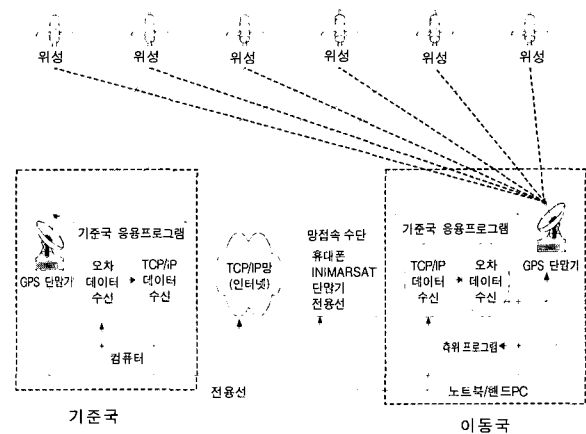 위성 위성 위성 위성 위성 위성
기준국 응용프로그램
GPS 단말기
오차
데이터
수신
TCP/iP
데이터
수신
컴퓨터
기준국
TCP/IP망
(인터넷)
전용선
망접속 수단
휴대폰
INiMARSAT
단말기
전용선
기준국 응용프로그램
TCP/IP
데이터
수신
오차
데이터
수신
GPS 단말기
측위 프로그램
노트북/핸드PC
이동국